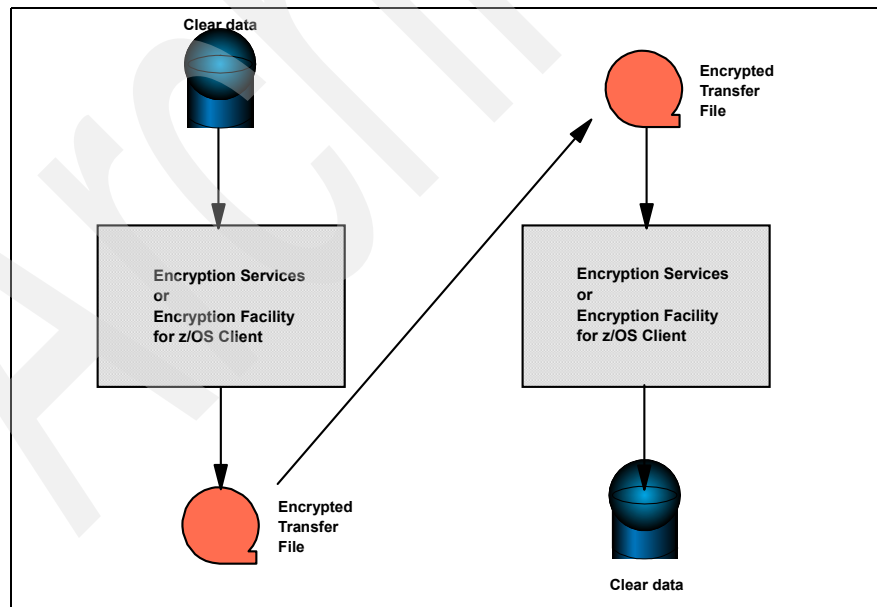 Clear data
Encryption Services
or
Encryption Facility
for z/OS Client
Encrypted
Transfer
File
Encrypted
Transfer
File
Encryption Services
or
Encryption Facility
for z/OS Client
Clear data